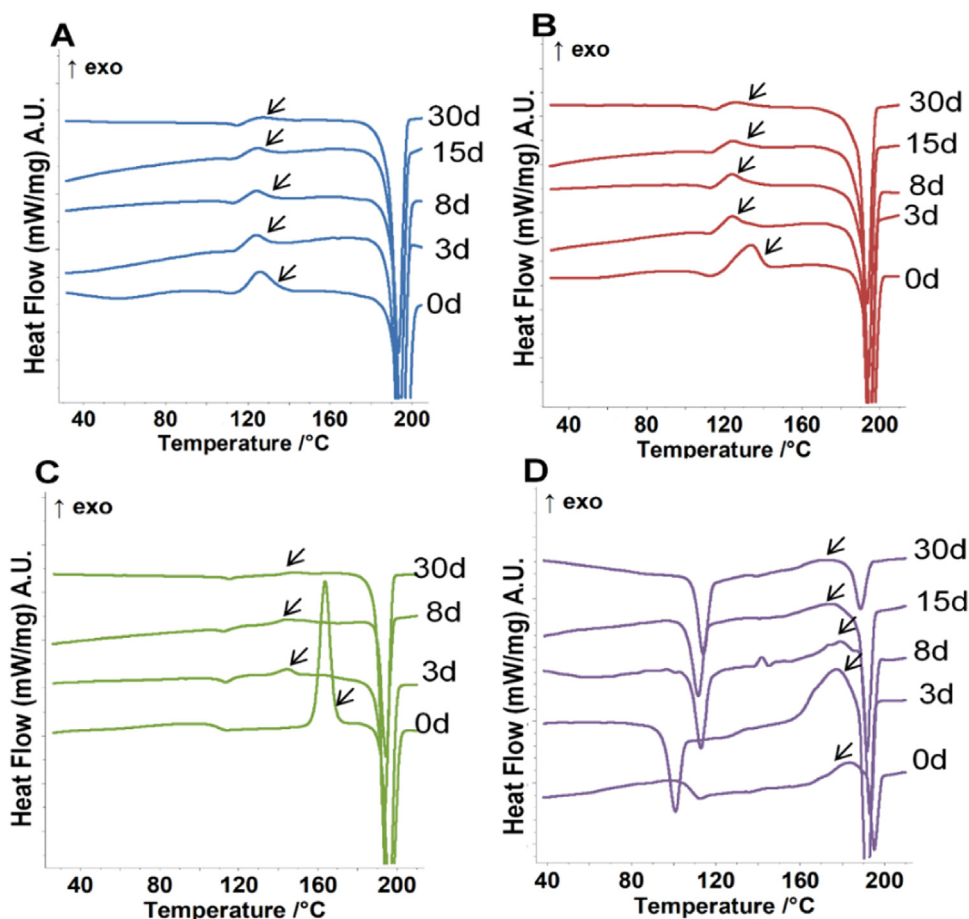 A
↑ exo
Heat Flow (mW/mg) A.U.
30d
15d
8d
3d
0d
40 80 120 160 200
Temperature /°C
B
↑ exo
Heat Flow (mW/mg) A.U.
30d
15d
8d
3d
0d
40 80 120 160 200
Temperature /°C
C
↑ exo
Heat Flow (mW/mg) A.U.
30d
8d
3d
0d
40 80 120 160 200
Temperature /°C
D
↑ exo
Heat Flow (mW/mg) A.U.
30d
15d
8d
3d
0d
40 80 120 160 200
Temperature /°C